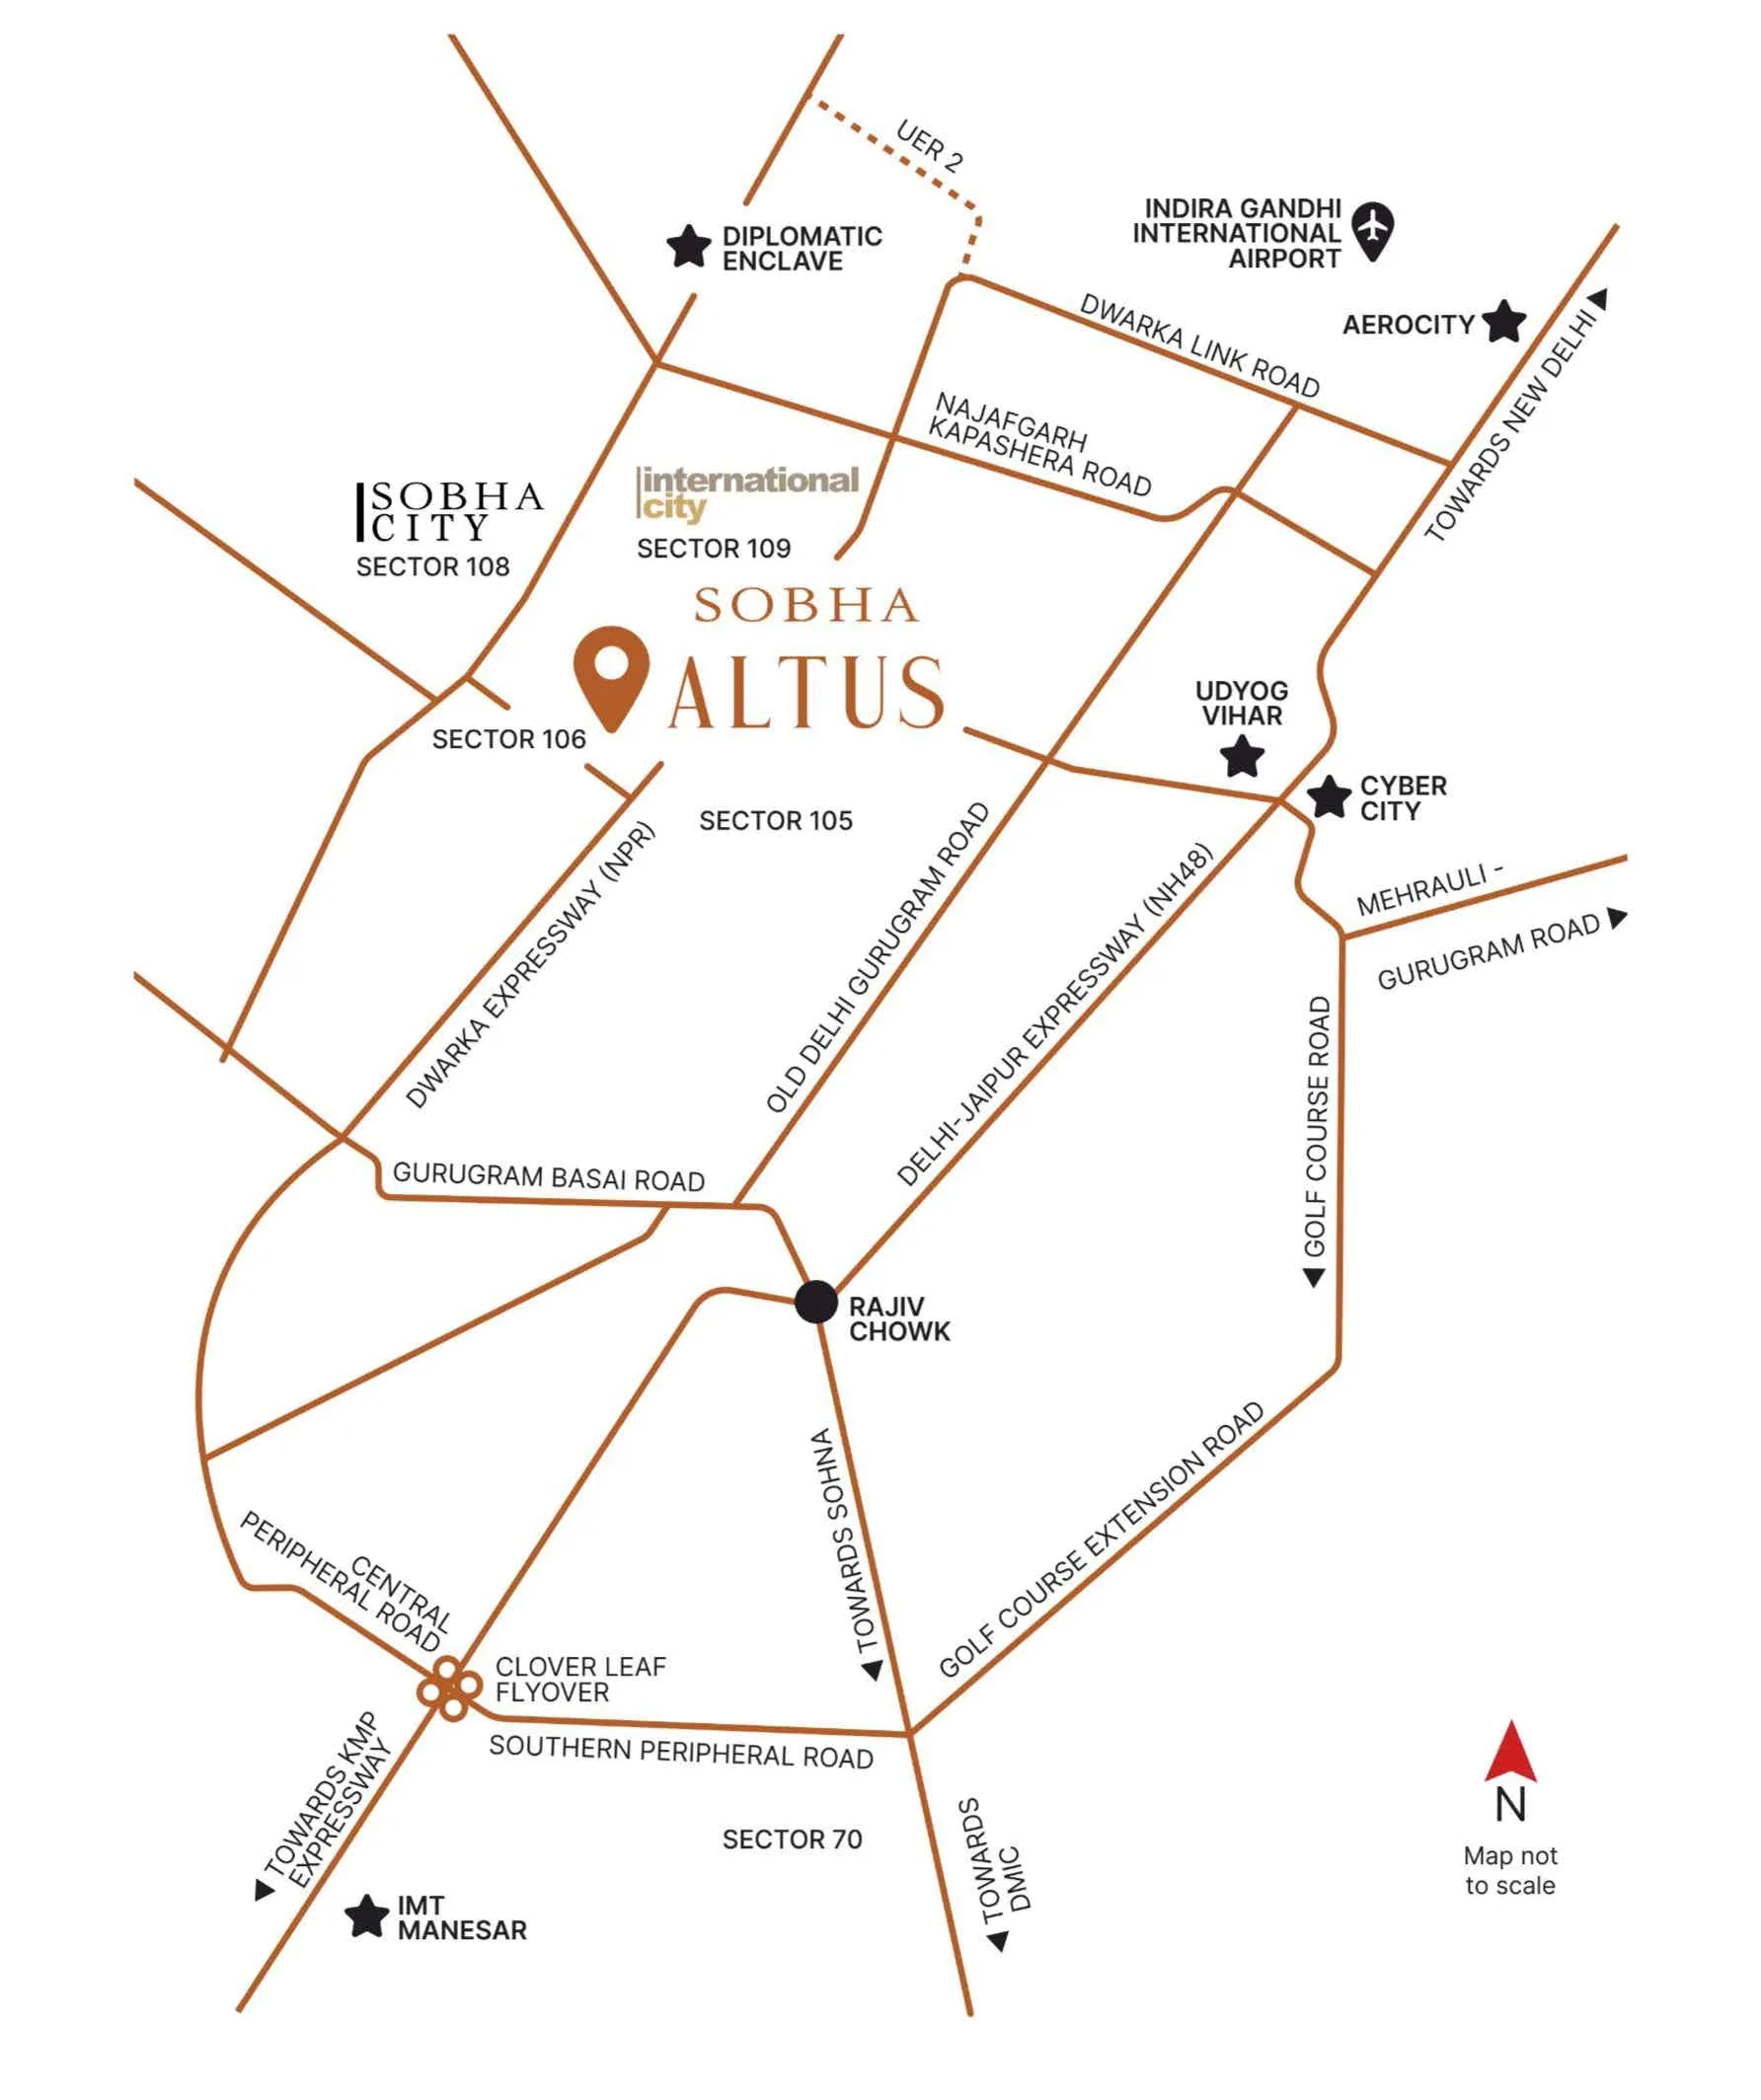 UER 2
INDIRA GANDHI
INTERNATIONAL
AIRPORT
DIPLOMATIC
ENCLAVE
AEROCITY
DWARKA LINK ROAD
TOWARDS NEW DELHI
NAJAFGARH
KAPASHERA ROAD
SOBHA
CITY
SECTOR 108
international
city
SECTOR 109
SOBHA
ALTUS
SECTOR 106
UDYOG
VIHAR
CYBER
CITY
SECTOR 105
DWARKA EXPRESSWAY (NPR)
OLD DELHI GURUGRAM ROAD
DELHI-JAIPUR EXPRESSWAY (NH48)
MEHRAULI -
GURUGRAM ROAD
GOLF COURSE ROAD
GURUGRAM BASAI ROAD
RAJIV
CHOWK
TOWARDS SOHNA
GOLF COURSE EXTENSION ROAD
CENTRAL
PERIPHERAL ROAD
CLOVER LEAF
FLYOVER
SOUTHERN PERIPHERAL ROAD
TOWARDS KMP
EXPRESSWAY
SECTOR 70
TOWARDS
DMIC
IMT
MANESAR
N
Map not
to scale